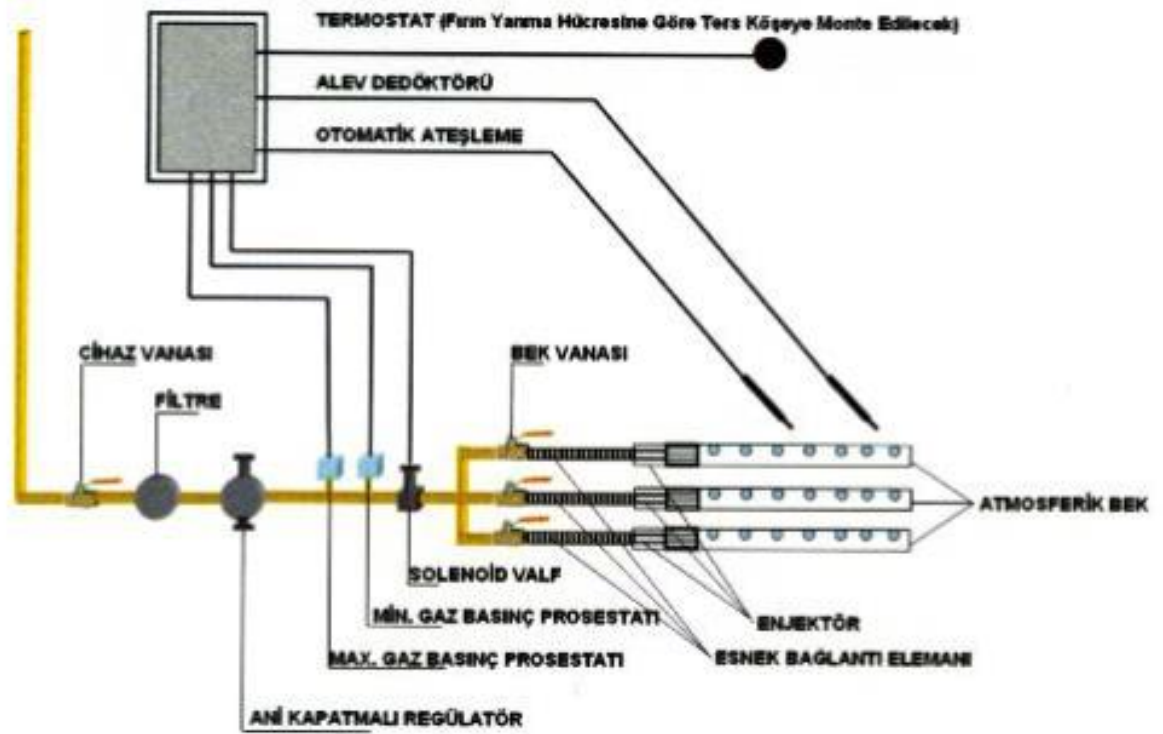 TERMOSTAT (Fırın Yanma Hücresine Göre Ters Köşeye Monte Edilecek)
ALEV DEDÖKTÖRÜ
OTOMATİK ATEŞLEME
CİHAZ VANASI
BEK VANASI
FİLTRE
ATMOSFERİK BEK
SOLENOİD VALF
MİN. GAZ BASINÇ PROSESTATI
ENJEKTÖR
MAX. GAZ BASINÇ PROSESTATI
ESNEK BAĞLANTI ELEMANI
ANİ KAPATMALI REGÜLATÖR